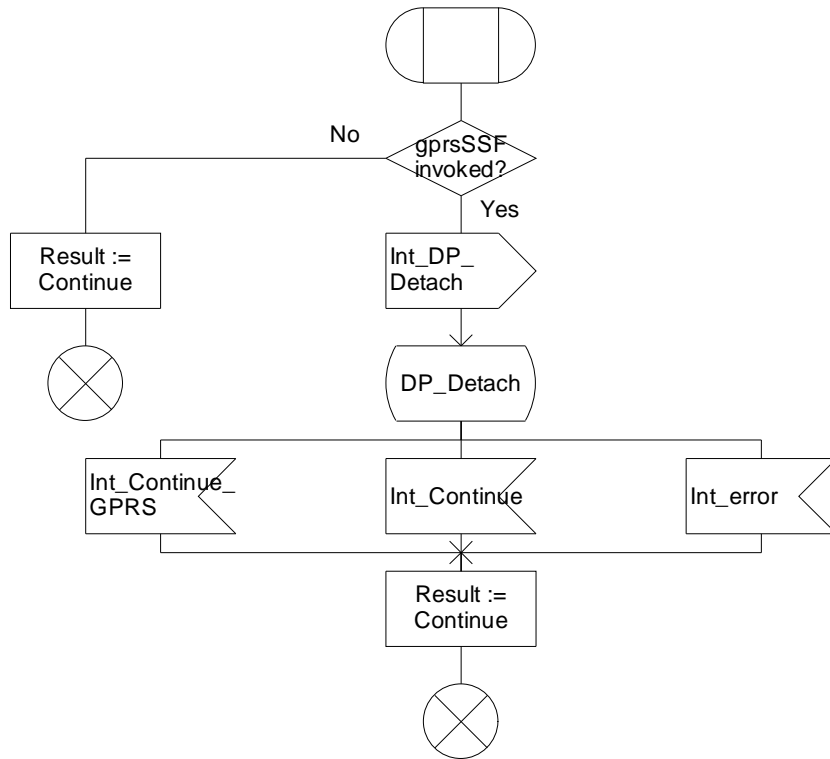 No
gprsSSF
invoked?
Yes
Result :=
Continue
Int_DP_
Detach
DP_Detach
Int_Continue_
GPRS
Int_Continue
Int_error
Result :=
Continue